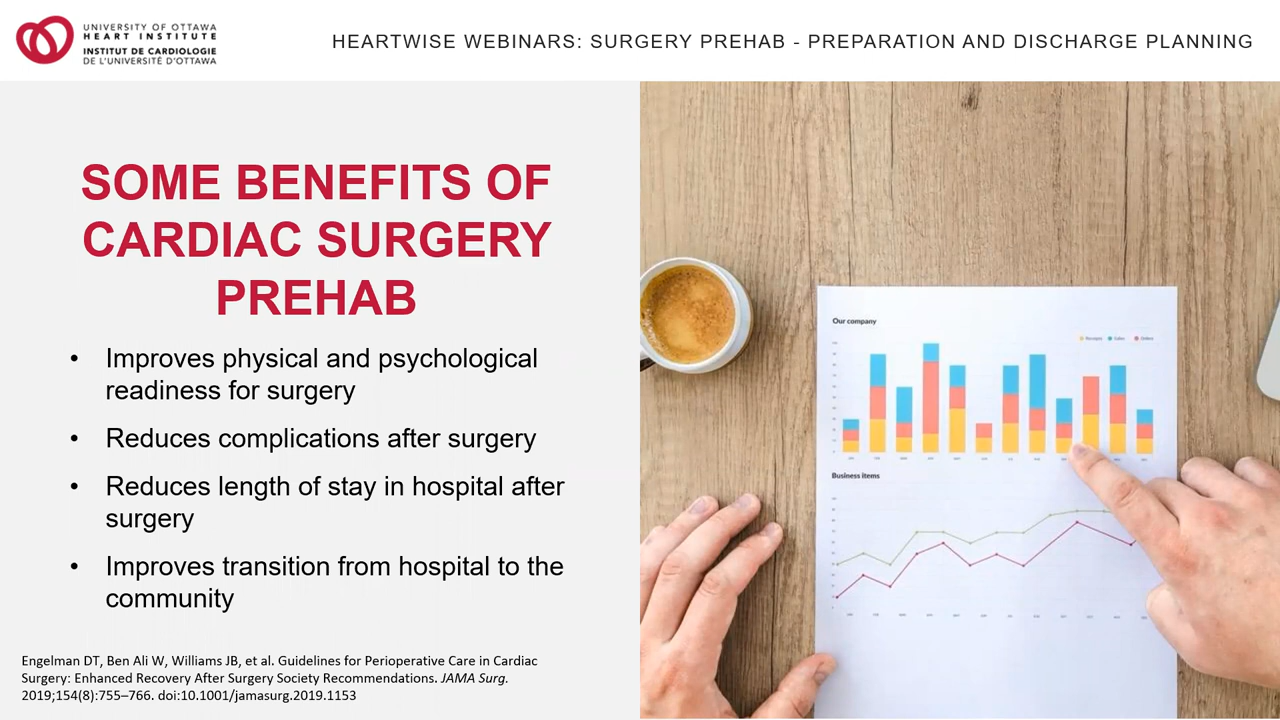 UNIVERSITY OF OTTAWA
HEART INSTITUTE
INSTITUT DE CARDIOLOGIE
DE L'UNIVERSITÉ D'OTTAWA
HEARTWISE WEBINARS: SURGERY PREHAB - PREPARATION AND DISCHARGE PLANNING
SOME BENEFITS OF
CARDIAC SURGERY
PREHAB
• Improves physical and psychological
readiness for surgery
• Reduces complications after surgery
• Reduces length of stay in hospital after
surgery
• Improves transition from hospital to the
community
Engelman DT, Ben Ali W, Williams JB, et al. Guidelines for Perioperative Care in Cardiac
Surgery: Enhanced Recovery After Surgery Society Recommendations. JAMA Surg.
2019;154(8):755–766. doi:10.1001/jamasurg.2019.1153
Our company
Sales
Orders
Business items